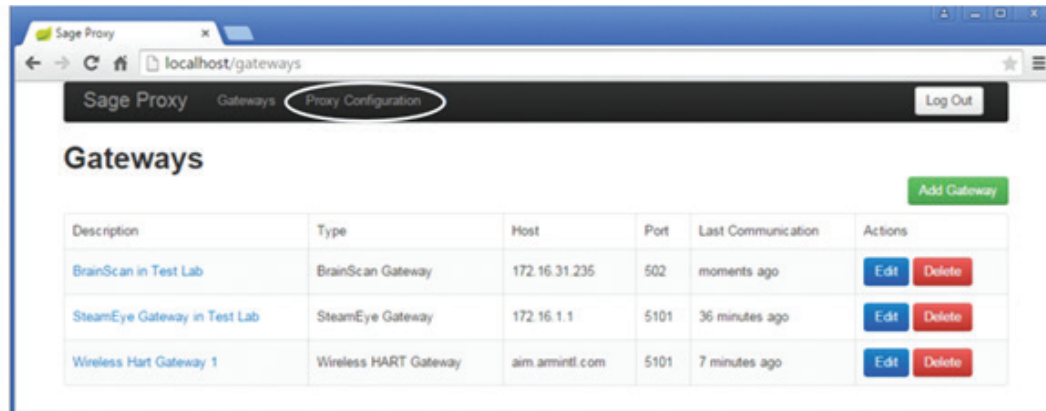 Sage Proxy
localhost/gateways
Sage Proxy Gateways Proxy Configuration Log Out
Gateways
Add Gateway
Description Type Host Port Last Communication Actions
BrainScan in Test Lab BrainScan Gateway 172.16.31.235 502 moments ago Edit Delete
SteamEye Gateway in Test Lab SteamEye Gateway 172.16.1.1 5101 36 minutes ago Edit Delete
Wireless Hart Gateway 1 Wireless HART Gateway aim.armintl.com 5101 7 minutes ago Edit Delete